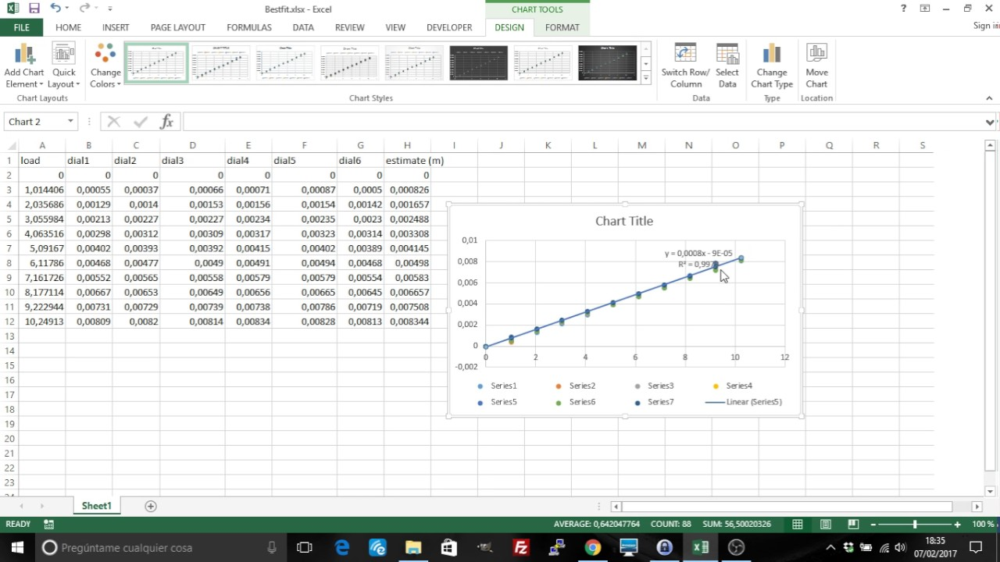 Bestfit.xlsx - Excel
CHART TOOLS
?
FILE HOME INSERT PAGE LAYOUT FORMULAS DATA REVIEW VIEW DEVELOPER DESIGN FORMAT
Sign in
Add Chart Element
Quick Layout
Change Colors
Switch Row/ Column
Select Data
Change Chart Type
Move Chart
Chart Layouts Chart Styles Data Type Location
Chart 2
fx
A B C D E F G H I J K L M N O P Q R S
1 load dial1 dial2 dial3 dial4 dial5 dial6 estimate (m)
2 0 0 0 0 0 0 0 0
3 1,014406 0,00055 0,00037 0,00066 0,00071 0,00087 0,0005 0,000826
4 2,035686 0,00129 0,0014 0,00153 0,00156 0,00154 0,00142 0,001657
5 3,055984 0,00213 0,00227 0,00227 0,00234 0,00235 0,0023 0,002488
6 4,063516 0,00298 0,00312 0,00309 0,00317 0,00323 0,00314 0,003308
7 5,09167 0,00402 0,00393 0,00392 0,00415 0,00402 0,00389 0,004145
8 6,11786 0,00468 0,00477 0,0049 0,00491 0,00494 0,00468 0,00498
9 7,161726 0,00552 0,00565 0,00558 0,00579 0,00579 0,00554 0,00583
10 8,177114 0,00667 0,00653 0,00649 0,00656 0,00665 0,00645 0,006657
11 9,222944 0,00731 0,00729 0,00739 0,00738 0,00786 0,00719 0,007508
12 10,24913 0,00809 0,0082 0,00814 0,00834 0,00828 0,00813 0,008344
13
14
15
16
17
18
19
20
21
22
23
Chart Title
0,01
0,008
0,006
0,004
0,002
0
-0,002
y = 0,0008x - 9E-05
R² = 0,997
0 2 4 6 8 10 12
Series1 Series2 Series3 Series4
Series5 Series6 Series7 Linear (Series5)
Sheet1
READY AVERAGE: 0,642047764 COUNT: 88 SUM: 56,50020326 100 %
Pregúntame cualquier cosa
18:35
07/02/2017